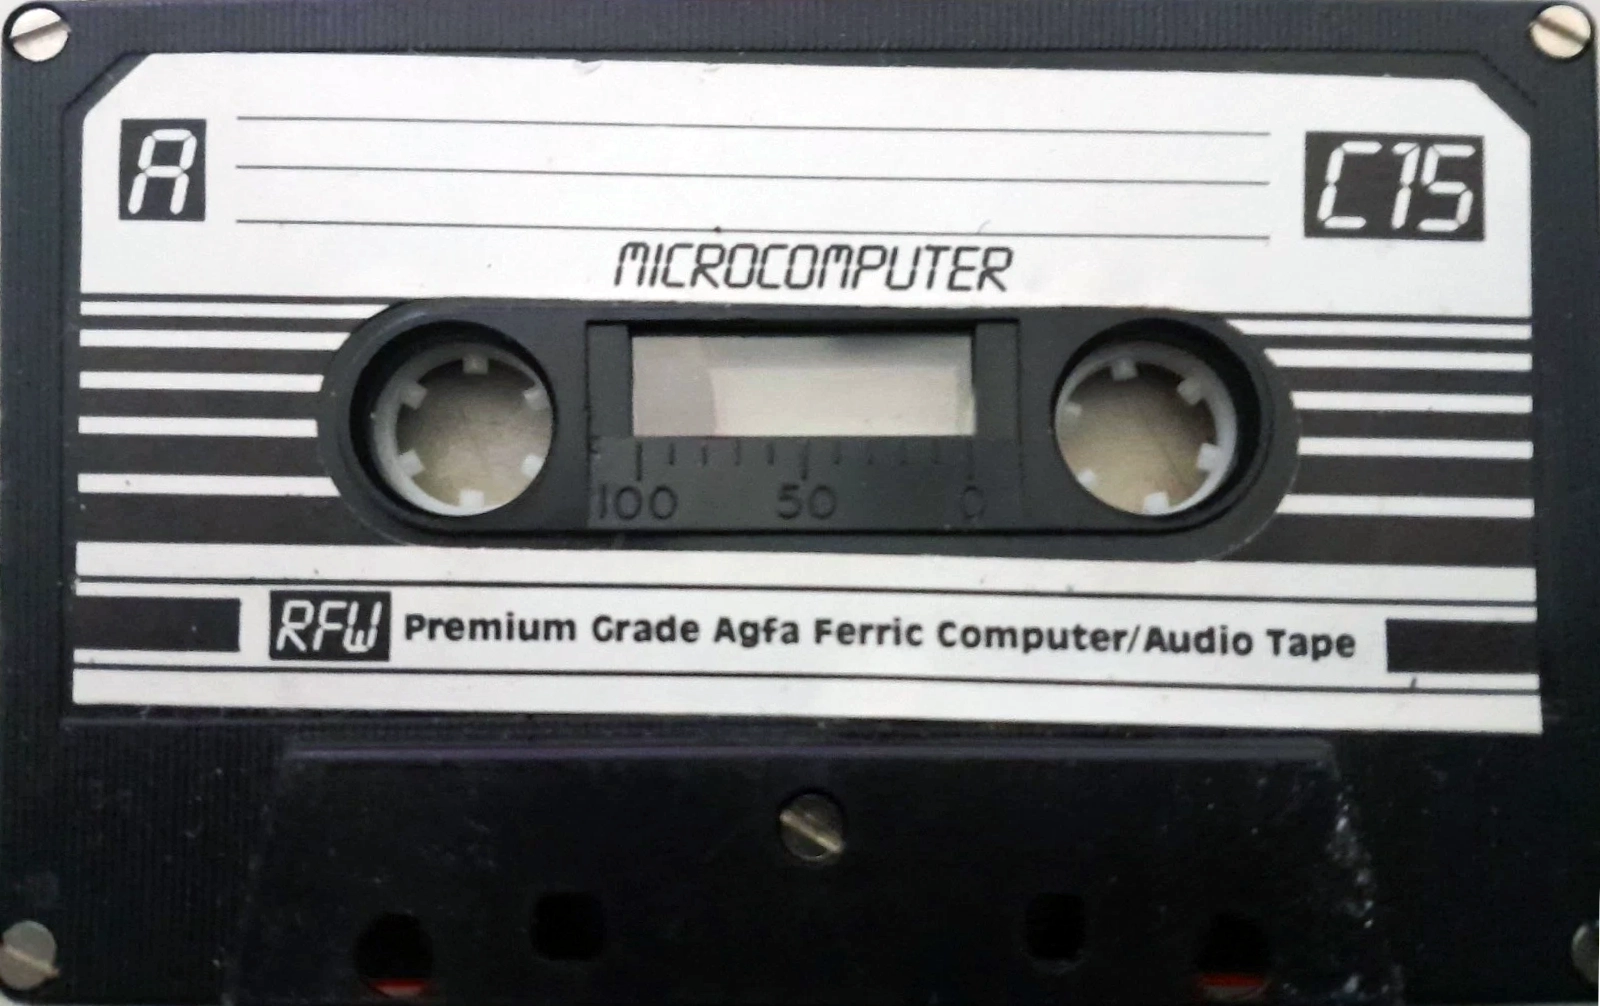 A
C15
MICROCOMPUTER
100 50 0
RFW Premium Grade Agfa Ferric Computer/Audio Tape